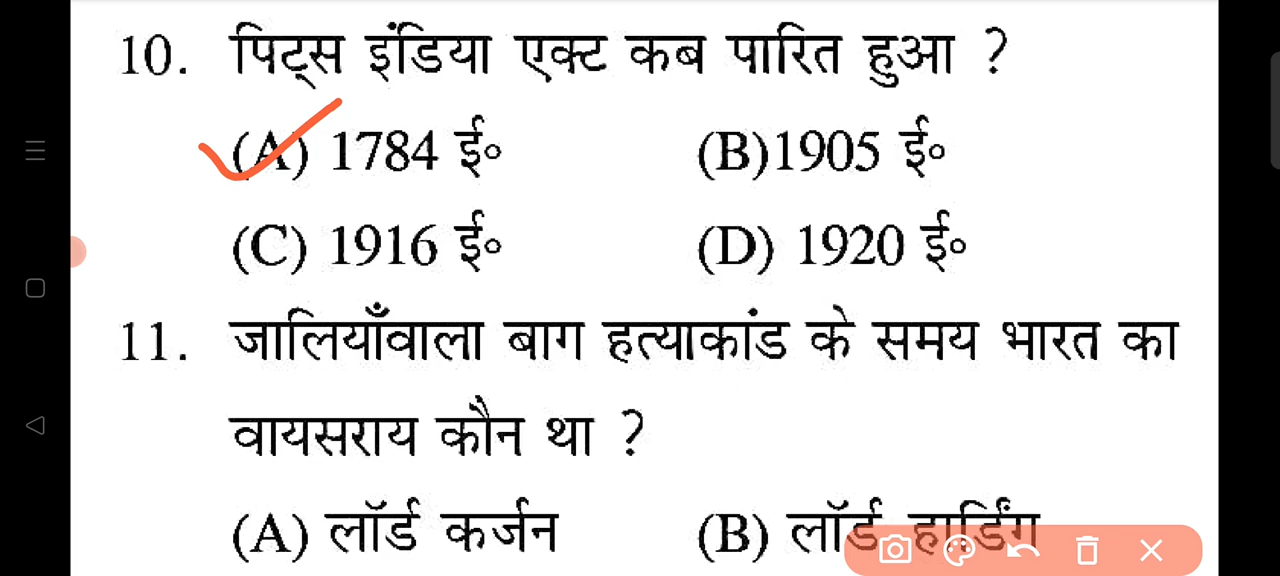 10. पिट्स इंडिया एक्ट कब पारित हुआ ?
(A) 1784 ई० (B)1905 ई०
(C) 1916 ई० (D) 1920 ई०
11. जालियाँवाला बाग हत्याकांड के समय भारत का
वायसराय कौन था ?
(A) लॉर्ड कर्जन (B) लॉर्ड हार्डिंग